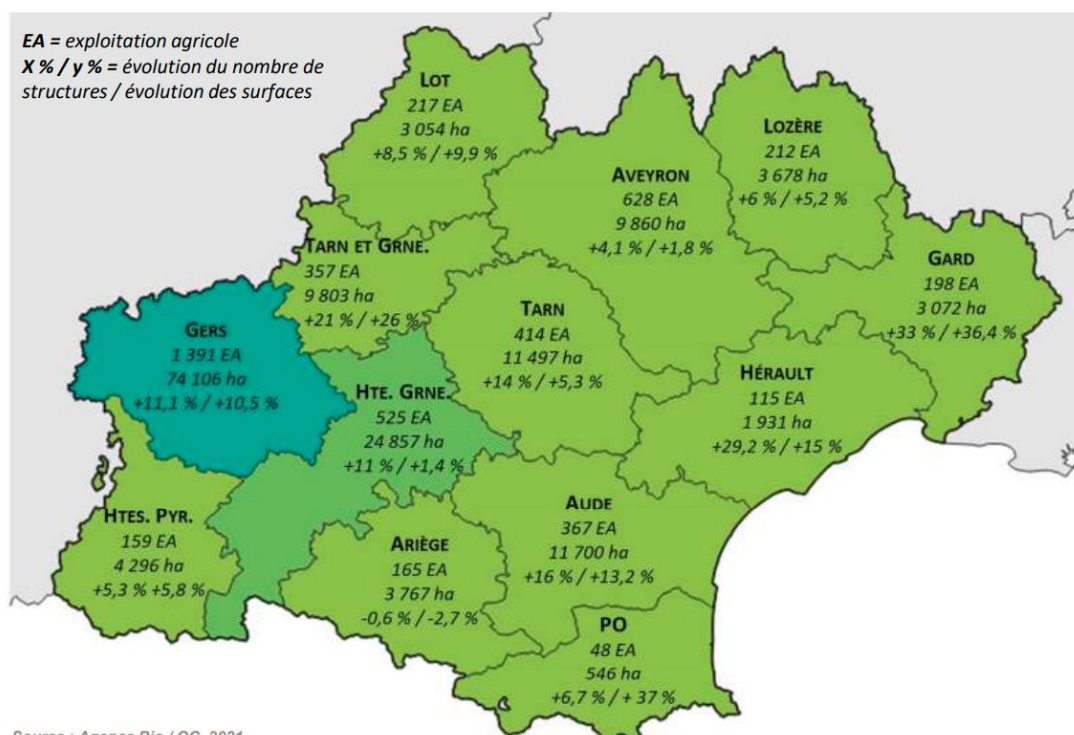 EA = exploitation agricole
X % / y % = évolution du nombre de
structures / évolution des surfaces
LOT
217 EA
3 054 ha
+8,5 % / +9,9 %
LOZÈRE
212 EA
3 678 ha
+6 % / +5,2 %
AVEYRON
628 EA
9 860 ha
+4,1 % / +1,8 %
TARN ET GRNE.
357 EA
9 803 ha
+21 % / +26 %
GARD
198 EA
3 072 ha
+33 % / +36,4 %
TARN
414 EA
11 497 ha
+14 % / +5,3 %
GERS
1 391 EA
74 106 ha
+11,1 % / +10,5 %
HTE. GRNE.
525 EA
24 857 ha
+11 % / +1,4 %
HÉRAULT
115 EA
1 931 ha
+29,2 % / +15 %
HTES. PYR.
159 EA
4 296 ha
+5,3 % +5,8 %
ARIÈGE
165 EA
3 767 ha
-0,6 % / -2,7 %
AUDE
367 EA
11 700 ha
+16 % / +13,2 %
PO
48 EA
546 ha
+6,7 % / + 37 %
Source : Agence Bio / OC, 2021